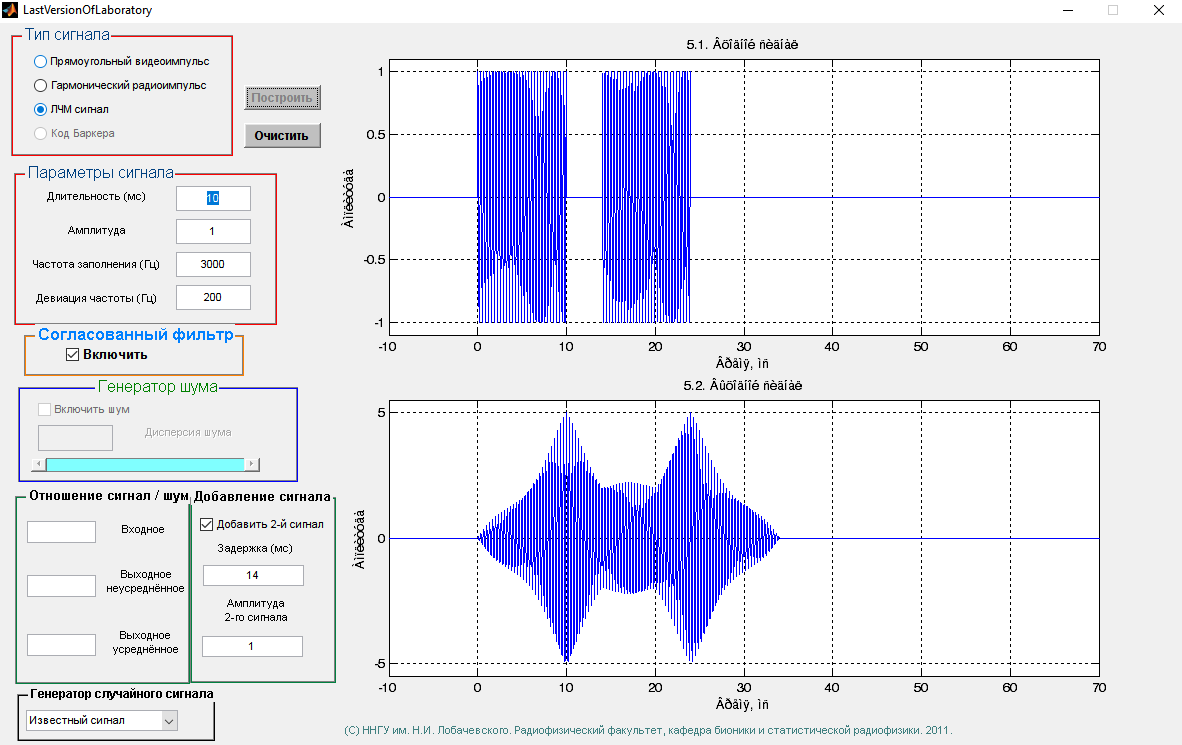 LastVersionOfLaboratory
Тип сигнала
Прямоугольный видеоимпульс
Гармонический радиоимпульс
ЛЧМ сигнал
Код Баркера
Построить
Очистить
Параметры сигнала
Длительность (мс)
10
Амплитуда
1
Частота заполнения (Гц)
3000
Девиация частоты (Гц)
200
Согласованный фильтр
Включить
Генератор шума
Включить шум
Дисперсия шума
Отношение сигнал / шум
Входное
Выходное
неусреднённое
Выходное
усреднённое
Добавление сигнала
Добавить 2-й сигнал
Задержка (мс)
14
Амплитуда
2-го сигнала
1
Генератор случайного сигнала
Известный сигнал
5.1. Âõîäíîé ñèãíàë
Àìïëèòóäà
1
0.5
0
-0.5
-1
-10 0 10 20 30 40 50 60 70
Âðåìÿ, ìñ
5.2. Âûõîäíîé ñèãíàë
Àìïëèòóäà
5
0
-5
-10 0 10 20 30 40 50 60 70
Âðåìÿ, ìñ
(С) ННГУ им. Н.И. Лобачевского. Радиофизический факультет, кафедра бионики и статистической радиофизики. 2011.